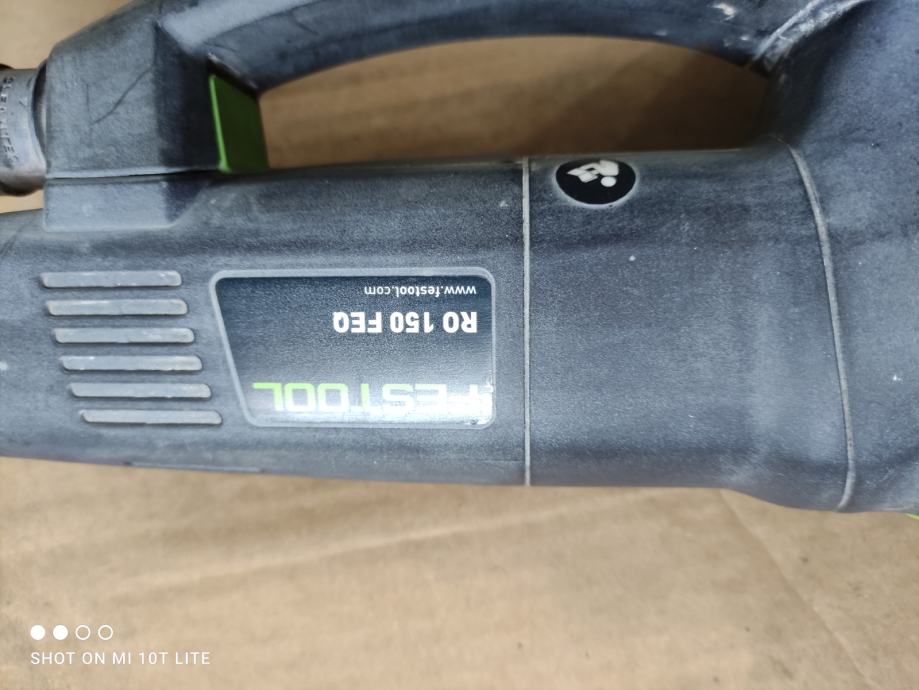 FESTOOL
RO 150 FEQ
www.festool.com
SHOT ON MI 10T LITE